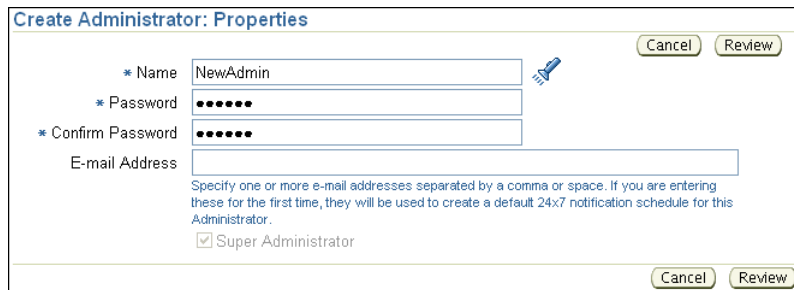 Create Administrator: Properties
Cancel Review
* Name NewAdmin
* Password ••••••
* Confirm Password ••••••
E-mail Address
Specify one or more e-mail addresses separated by a comma or space. If you are entering
these for the first time, they will be used to create a default 24x7 notification schedule for this
Administrator.
Super Administrator
Cancel Review